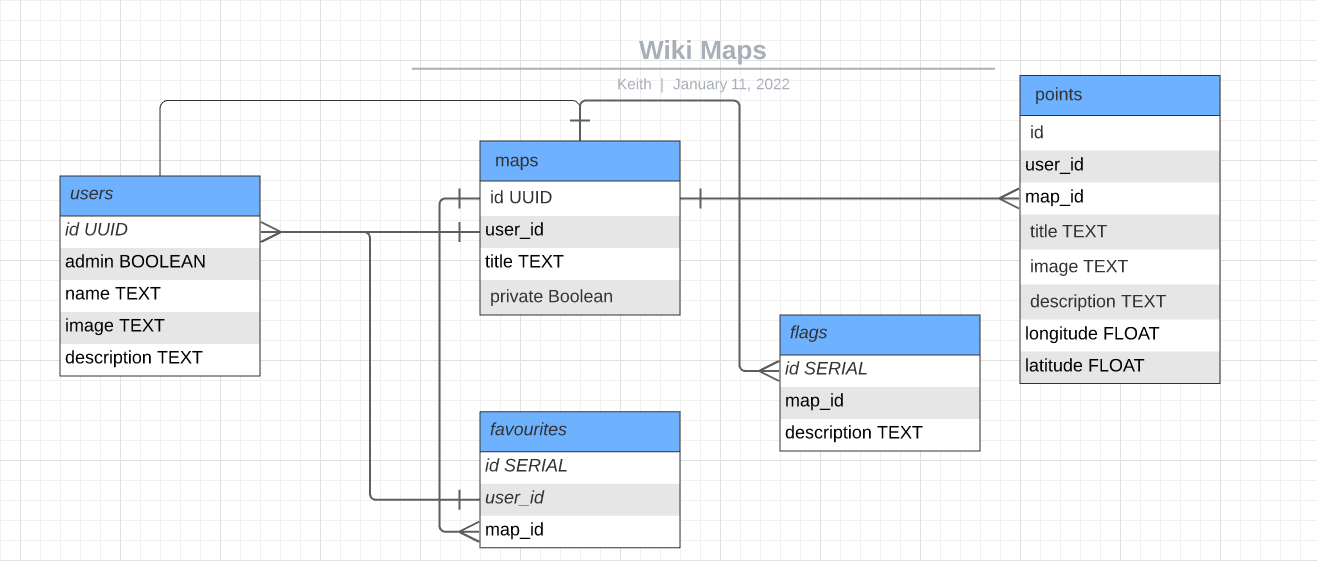 Wiki Maps
Keith | January 11, 2022
users
id UUID
admin BOOLEAN
name TEXT
image TEXT
description TEXT
maps
id UUID
user_id
title TEXT
private Boolean
favourites
id SERIAL
user_id
map_id
flags
id SERIAL
map_id
description TEXT
points
id
user_id
map_id
title TEXT
image TEXT
description TEXT
longitude FLOAT
latitude FLOAT